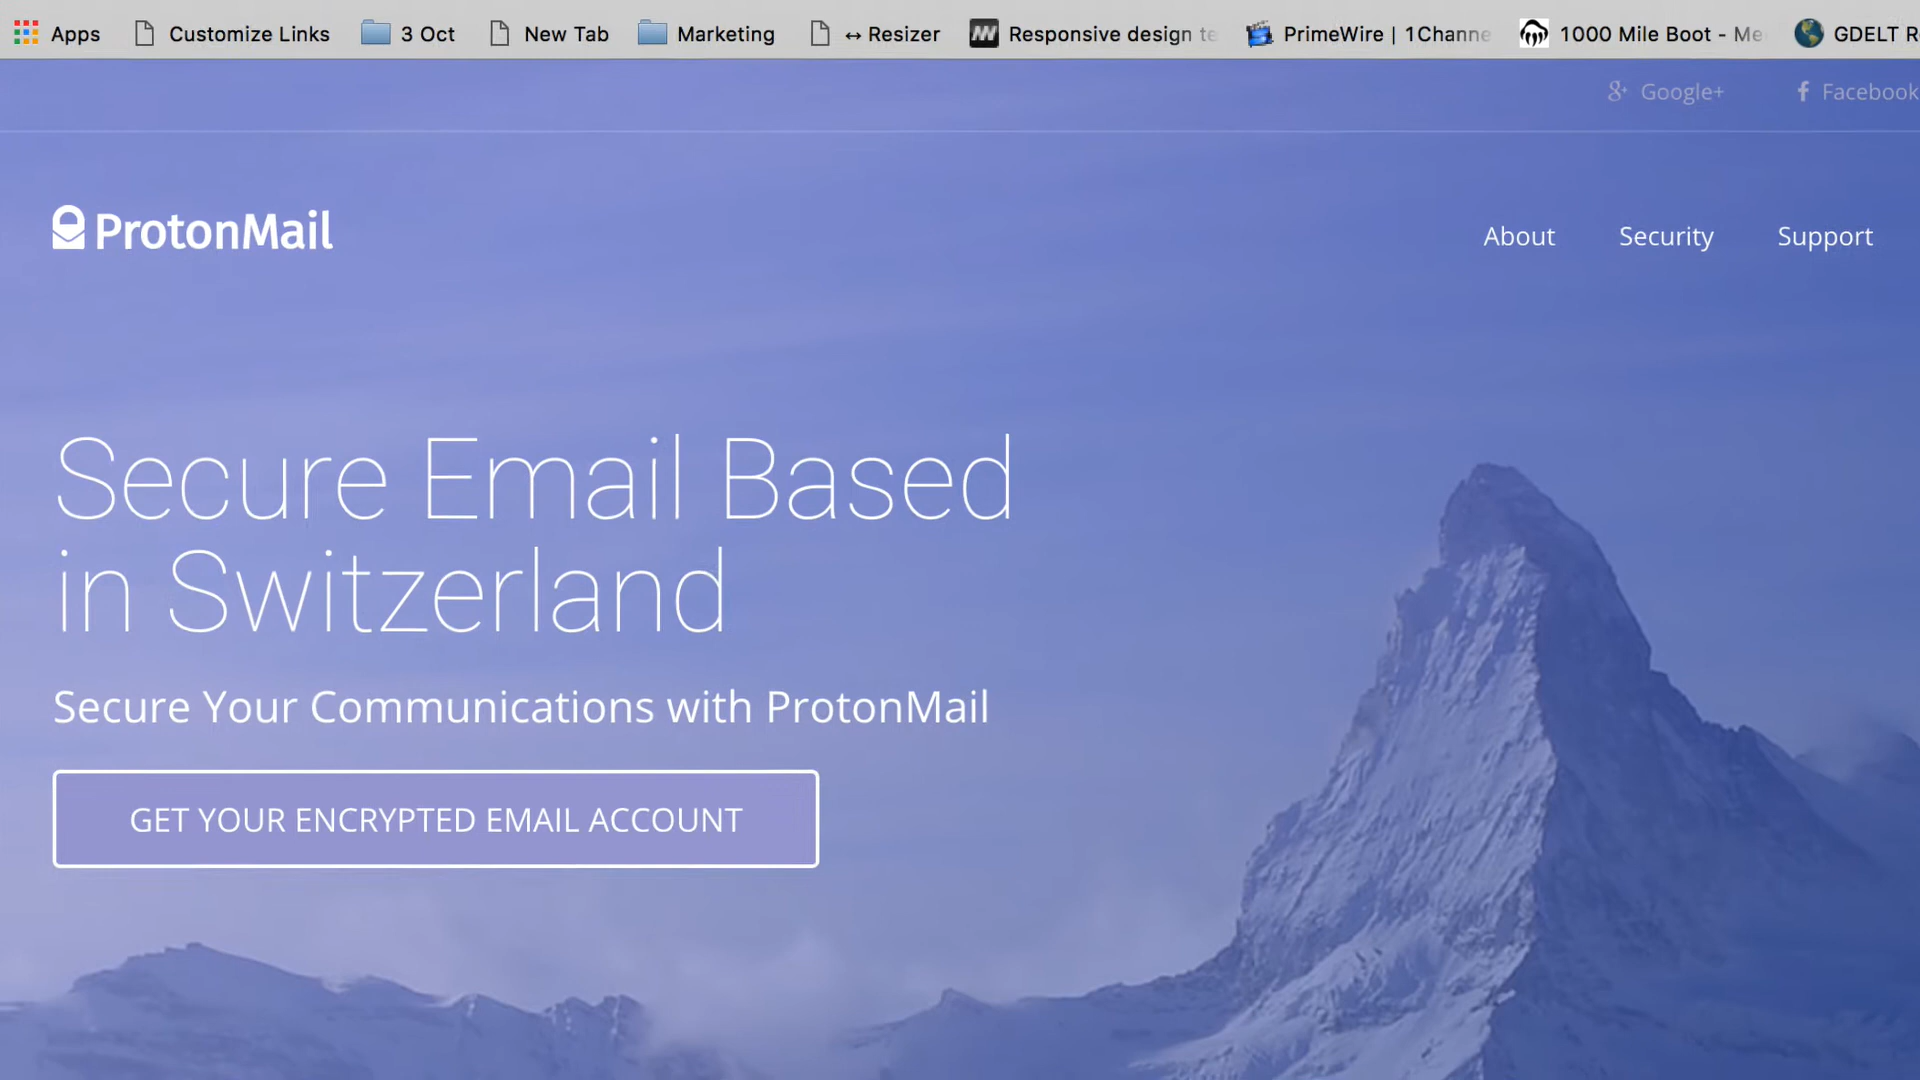 Apps Customize Links 3 Oct New Tab Marketing ↔ Resizer Responsive design te PrimeWire | 1Channe 1000 Mile Boot - Me GDELT R
Google+ Facebook
ProtonMail
About Security Support
Secure Email Based
in Switzerland
Secure Your Communications with ProtonMail
GET YOUR ENCRYPTED EMAIL ACCOUNT